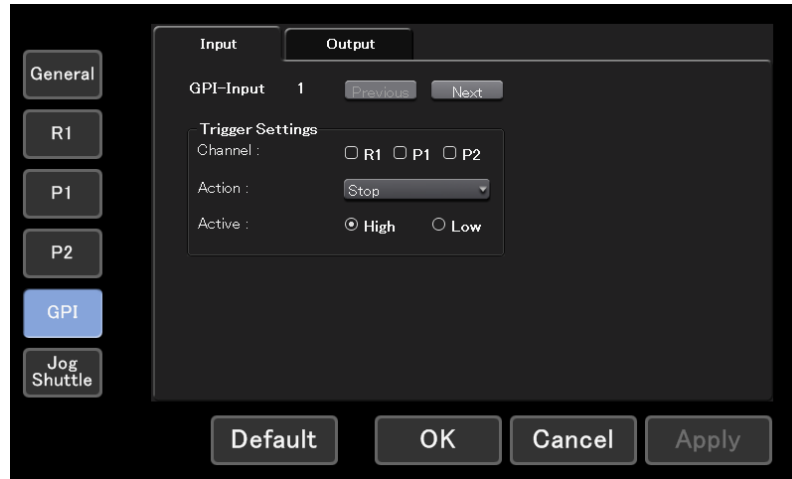 Input Output
General
GPI-Input 1 Previous Next
R1
Trigger Settings
Channel : R1 P1 P2
P1
Action : Stop
Active : High Low
P2
GPI
Jog
Shuttle
Default OK Cancel Apply